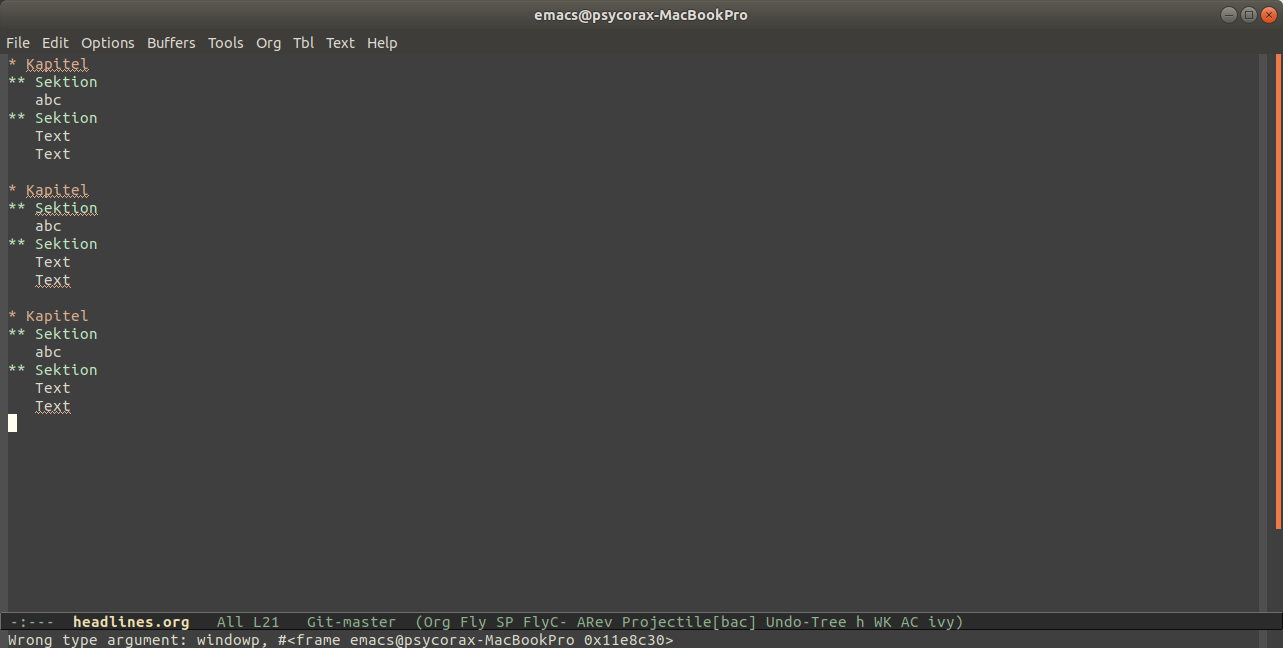 emacs@psycorax-MacBookPro
File Edit Options Buffers Tools Org Tbl Text Help
* Kapitel
** Sektion
   abc
** Sektion
   Text
   Text

* Kapitel
** Sektion
   abc
** Sektion
   Text
   Text

* Kapitel
** Sektion
   abc
** Sektion
   Text
   Text
-:---  headlines.org   All L21   Git-master  (Org Fly SP FlyC- ARev Projectile[bac] Undo-Tree h WK AC ivy)
Wrong type argument: windowp, #<frame emacs@psycorax-MacBookPro 0x11e8c30>